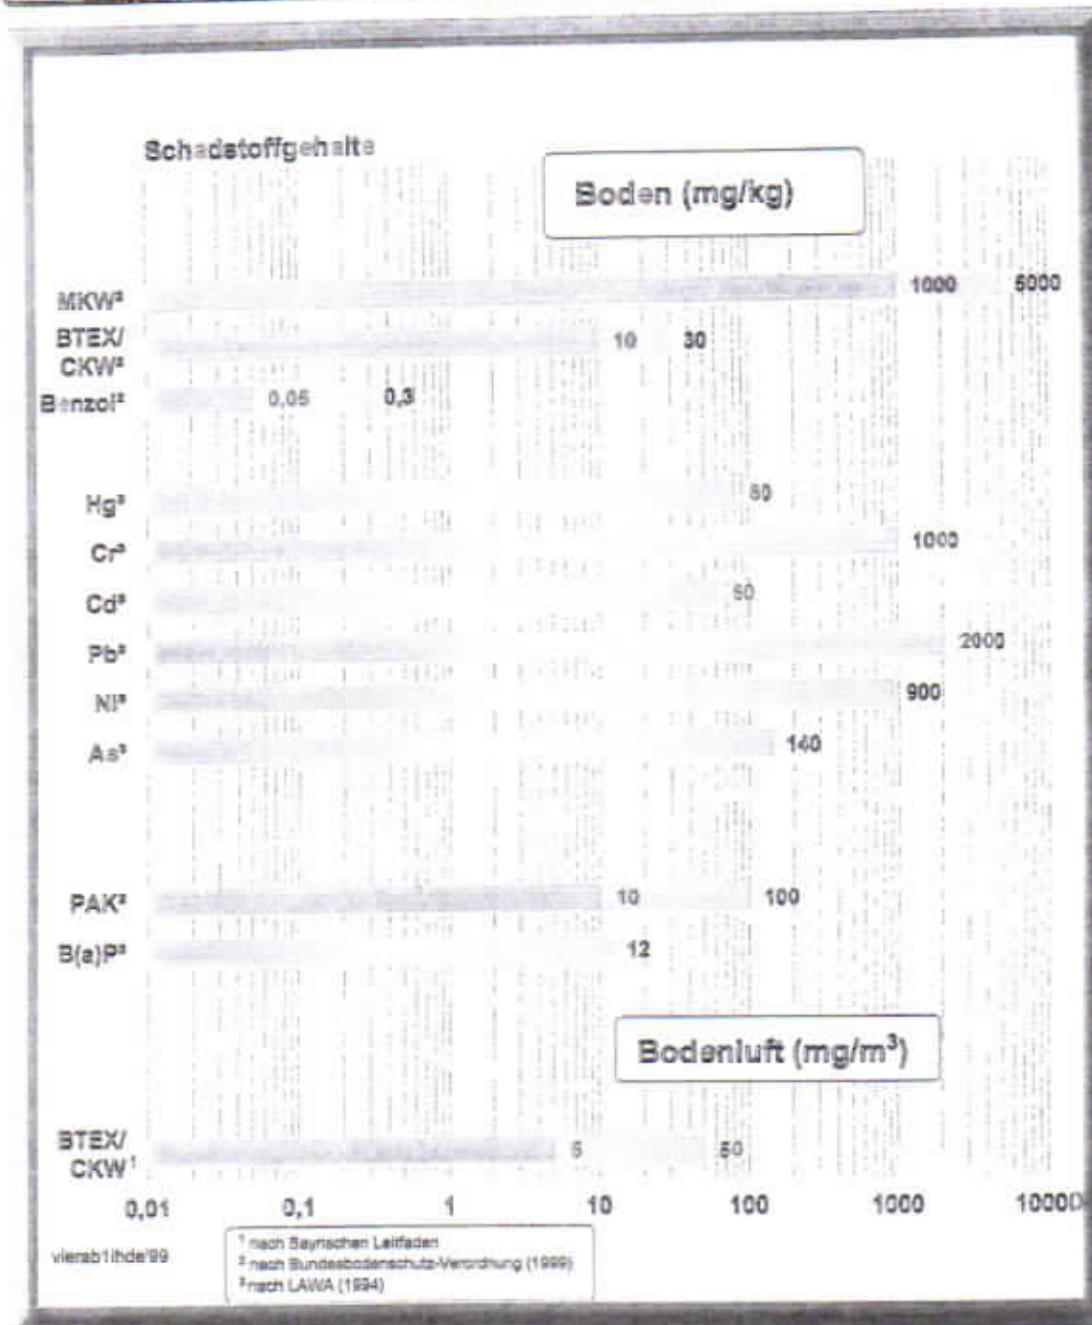 Schadstoffgehalte
Boden (mg/kg)
MKW² 1000 5000
BTEX/
CKW² 10 30
Benzol² 0,05 0,3
Hg³ 80
Cr³ 1000
Cd³ 60
Pb³ 2000
Ni³ 900
As³ 140
PAK² 10 100
B(a)P³ 12
Bodenluft (mg/m³)
BTEX/
CKW¹ 5 50
0,01 0,1 1 10 100 1000 10000
vierab1ihde'99
¹ nach Bayrischen Leitfaden
² nach Bundesbodenschutz-Verordnung (1999)
³ nach LAWA (1994)